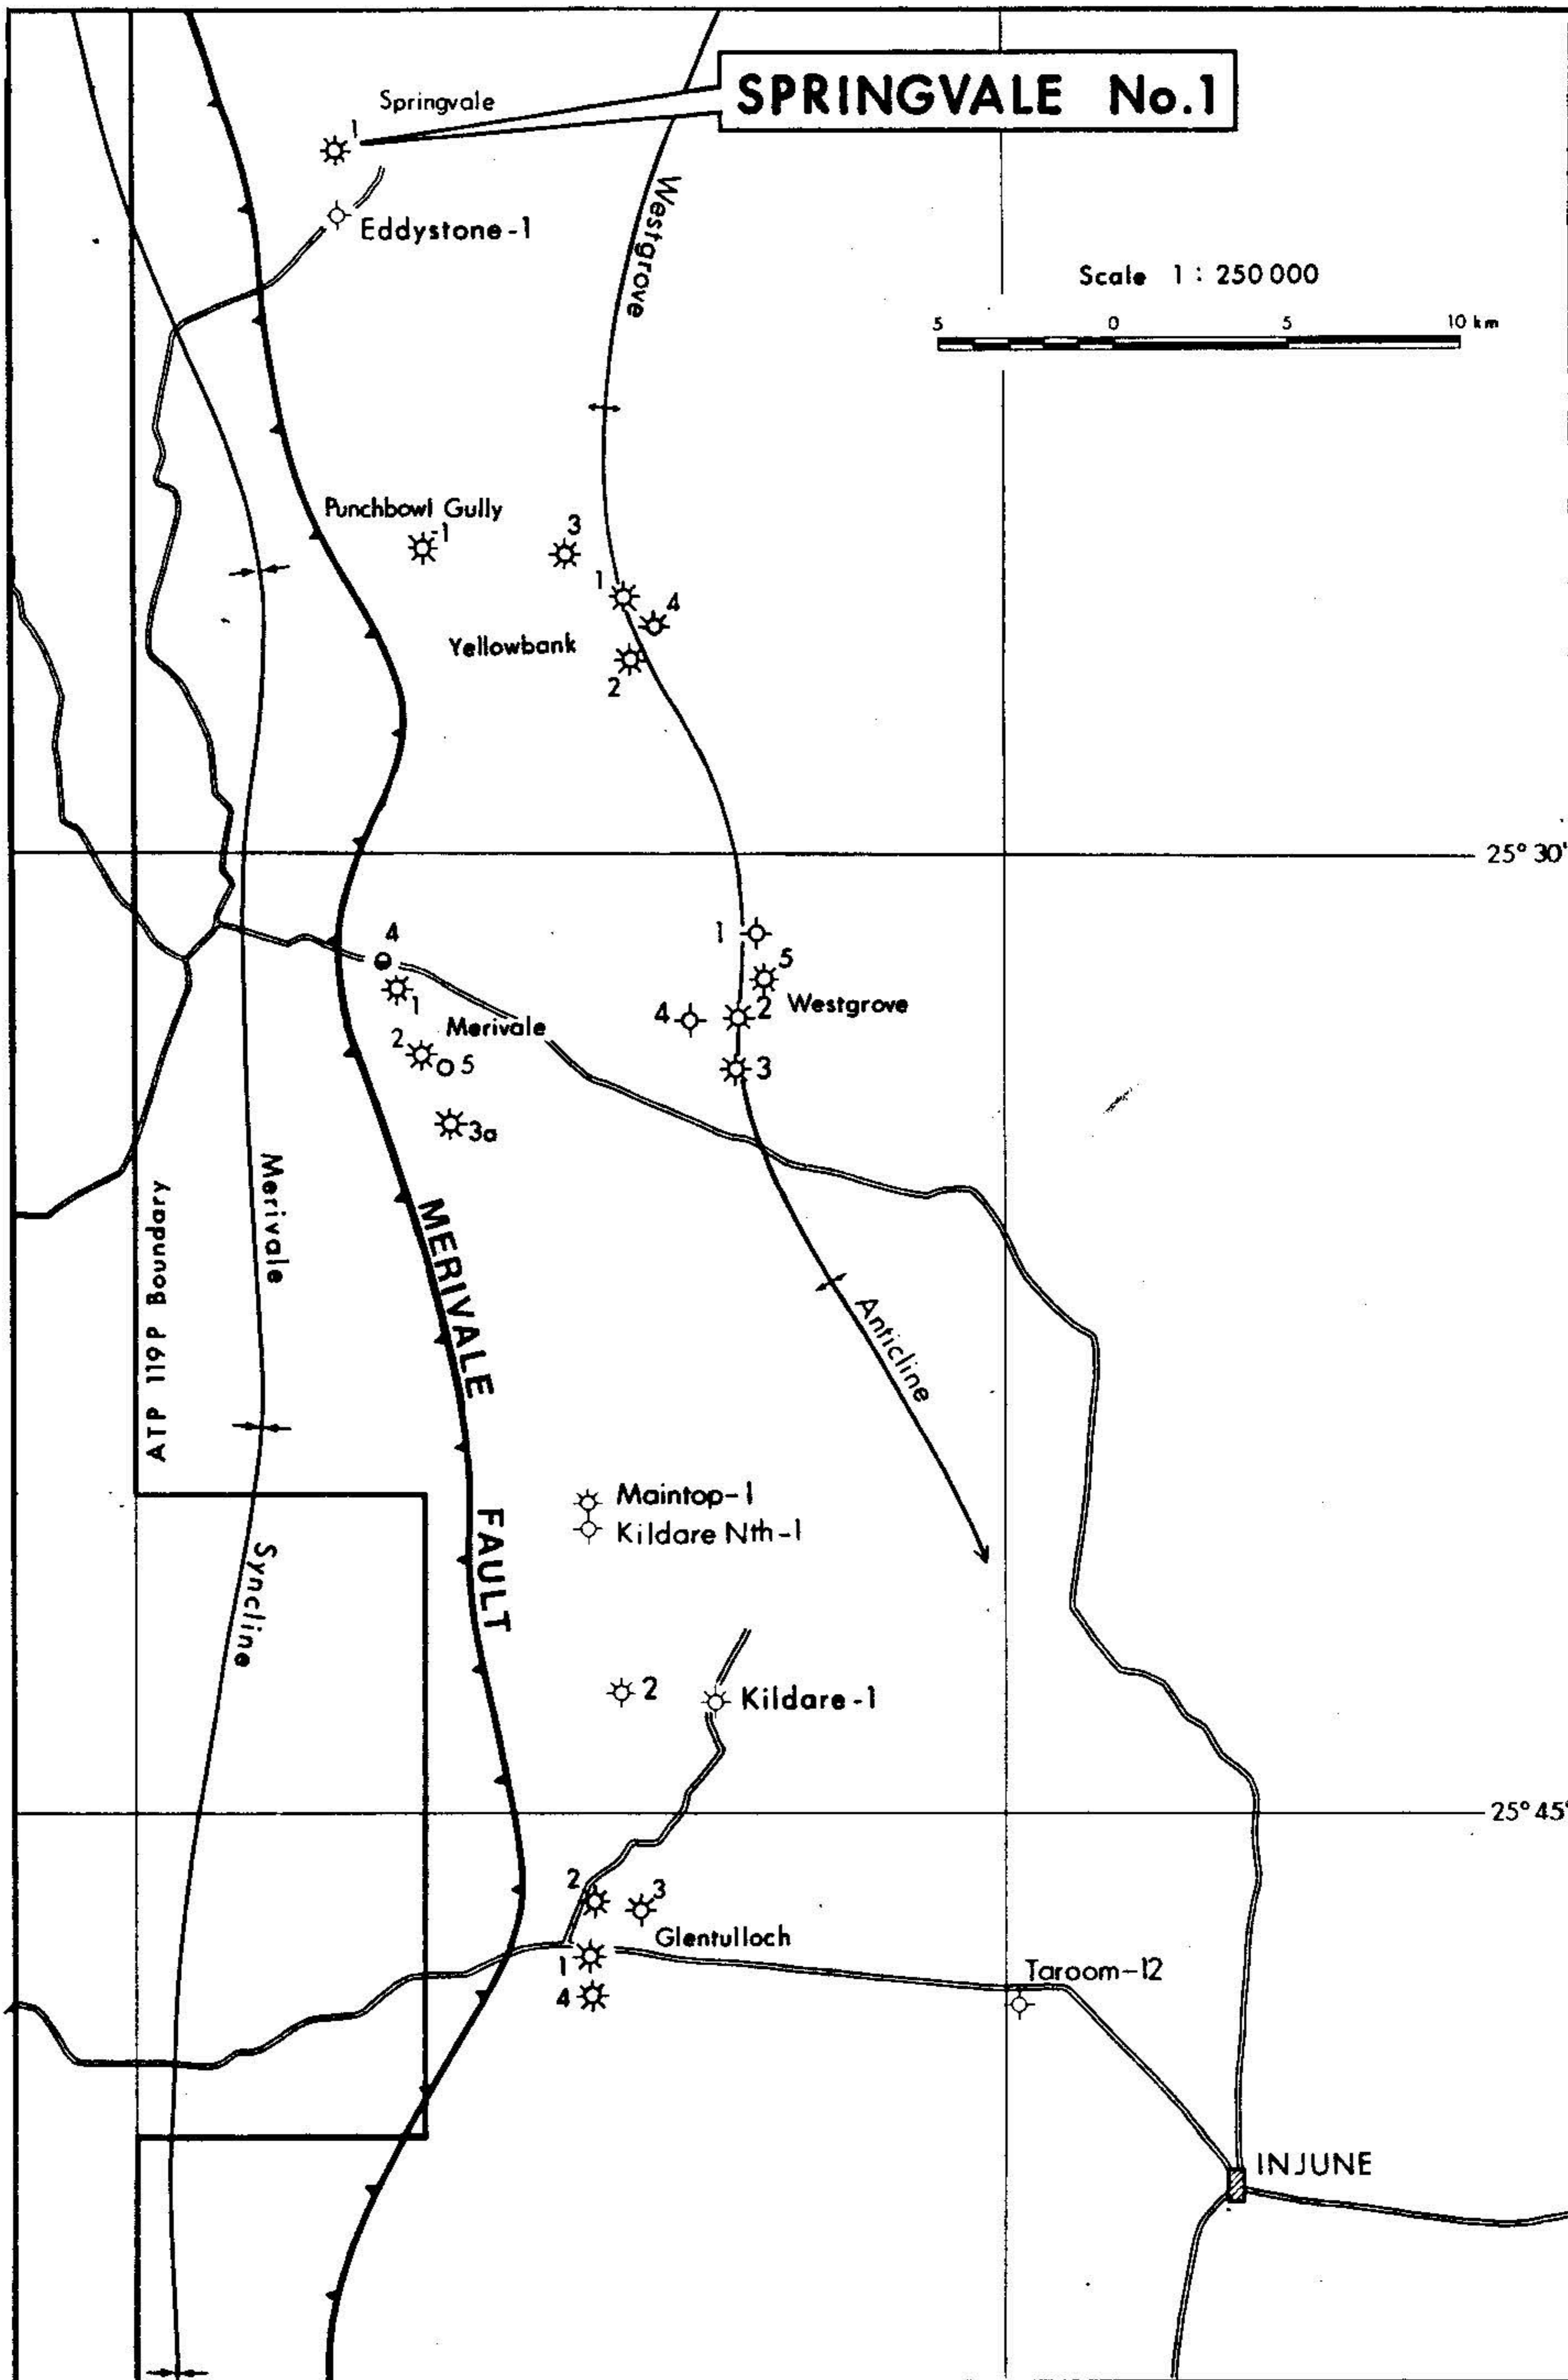 SPRINGVALE No.1
Springvale
1
Eddystone-1
Westgrove
Scale 1 : 250 000
5 0 5 10 km
Punchbowl Gully
-1
3
1
4
Yellowbank
2
25° 30'
4
1
1
5
Merivale
4
2
Westgrove
2
5
3
3a
Merivale
ATP 119P Boundary
MERIVALE
Anticline
Maintop-1
FAULT
Kildare Nth-1
Syncline
2
Kildare-1
25° 45'
2
3
Glentulloch
1
4
Taroom-12
INJUNE